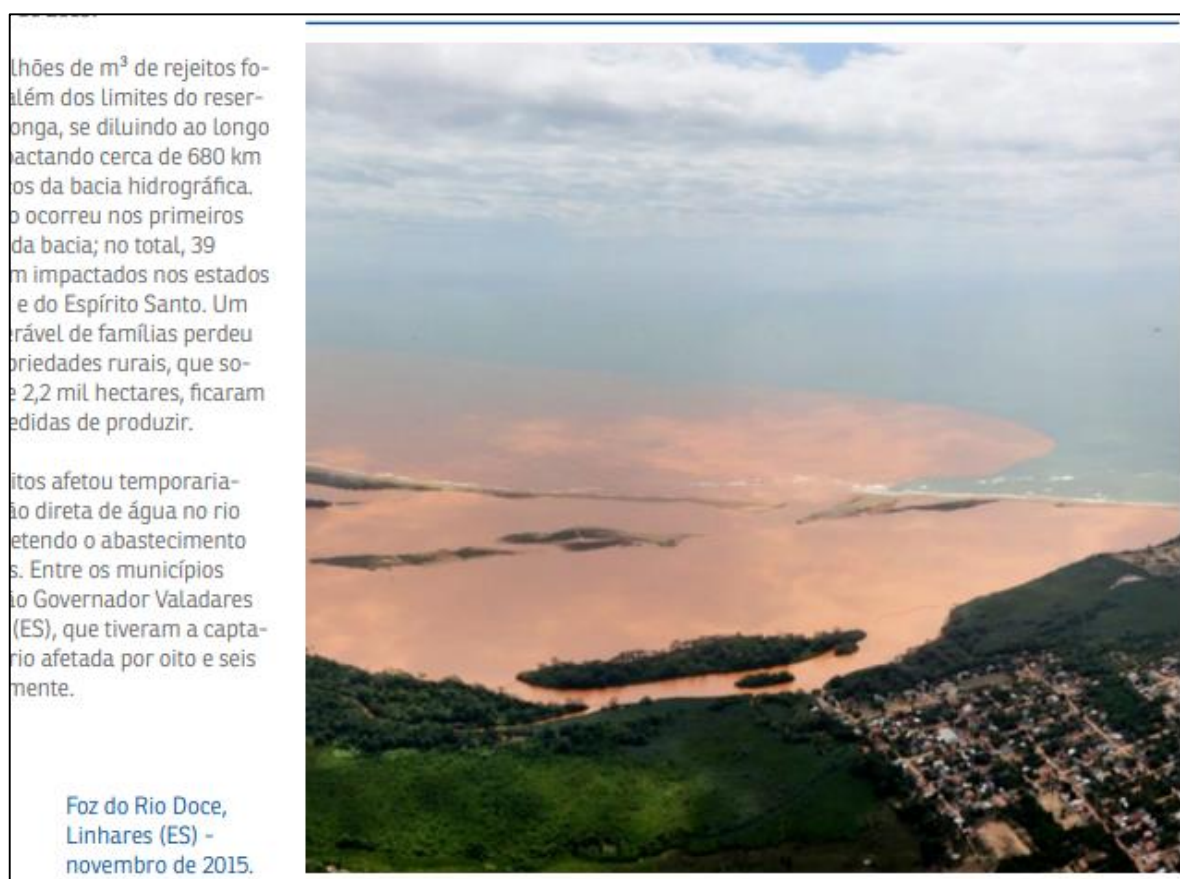 lhões de m³ de rejeitos fo-
além dos limites do reser-
onga, se diluindo ao longo
pactando cerca de 680 km
os da bacia hidrográfica.
o ocorreu nos primeiros
da bacia; no total, 39
m impactados nos estados
e do Espírito Santo. Um
erável de famílias perdeu
priedades rurais, que so-
e 2,2 mil hectares, ficaram
edidas de produzir.
itos afetou temporaria-
ão direta de água no rio
etendo o abastecimento
s. Entre os municípios
ão Governador Valadares
(ES), que tiveram a capta-
rio afetada por oito e seis
mente.
Foz do Rio Doce,
Linhares (ES) -
novembro de 2015.